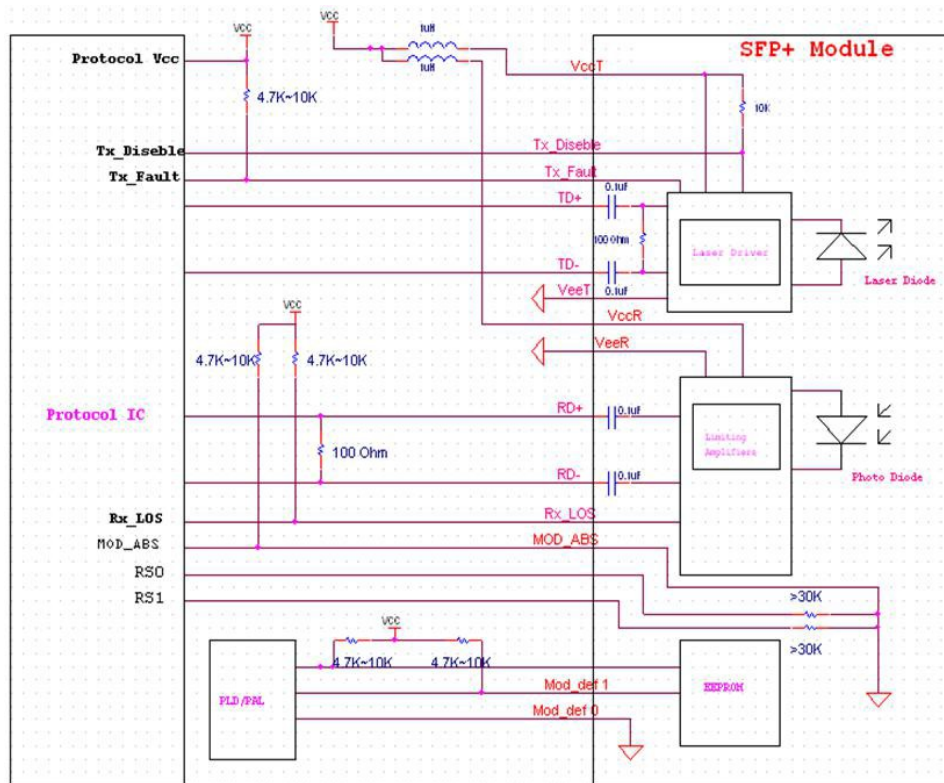 VCC
VCC
1uH
1uH
SFP+ Module
Protocol Vcc
VccT
4.7K~10K
10K
Tx_Diseble
Tx_Diseble
Tx_Fault
Tx_Fault
0.1uF
TD+
100 Ohm
Laser Driver
TD-
Laser Diode
VeeT
0.1uF
VCC
VccR
VeeR
4.7K~10K
4.7K~10K
Protocol IC
RD+
0.1uF
Limiting
Amplifiers
100 Ohm
RD-
0.1uF
Photo Diode
Rx_LOS
Rx_LOS
MOD_ABS
MOD_ABS
RS0
>30K
RS1
VCC
>30K
4.7K~10K
4.7K~10K
PLD/PAL
Mod_def 1
EEPROM
Mod_def 0